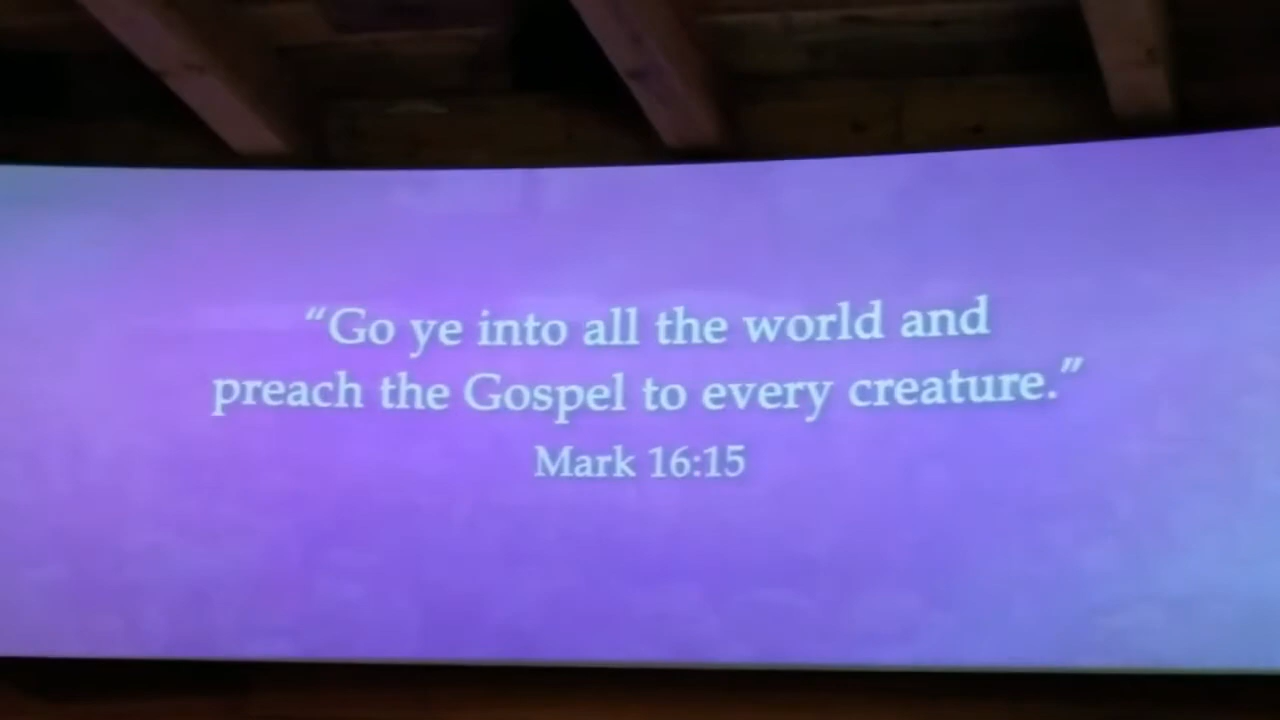 “Go ye into all the world and
preach the Gospel to every creature.”
Mark 16:15